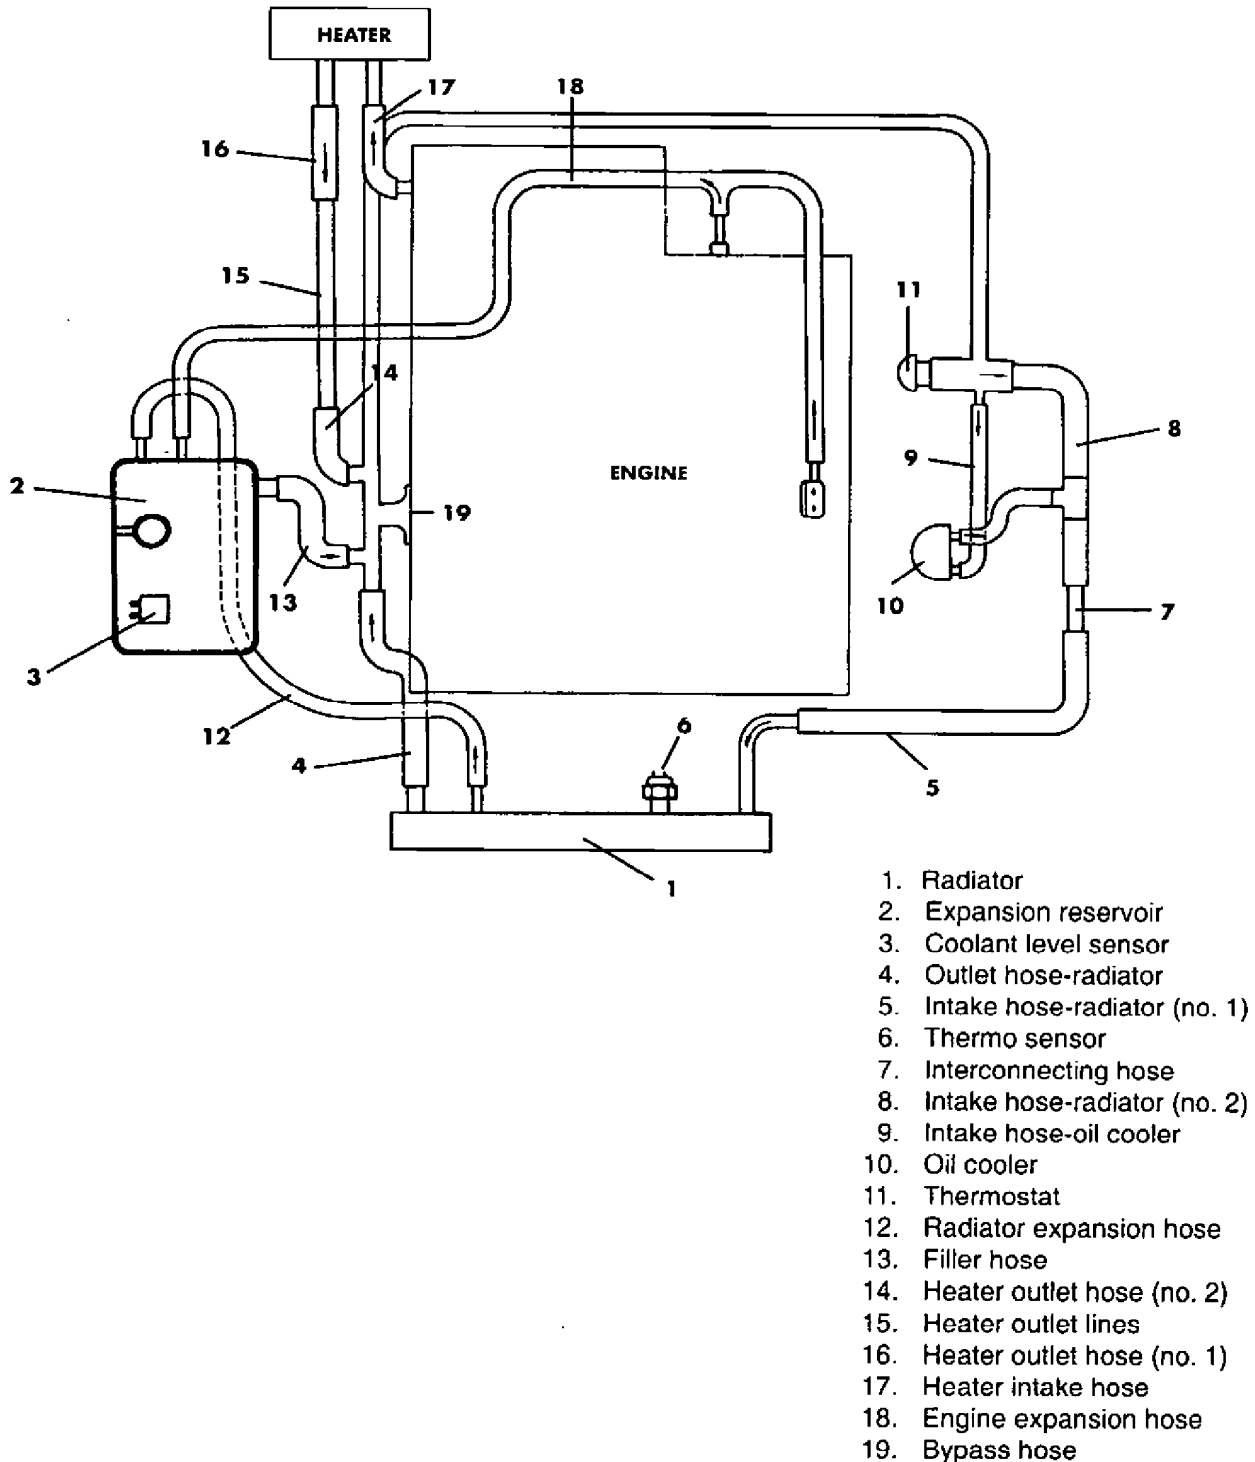 HEATER
17
18
16
15
11
14
8
9
ENGINE
2
19
10
13
7
3
12
6
4
5
1
1. Radiator
2. Expansion reservoir
3. Coolant level sensor
4. Outlet hose-radiator
5. Intake hose-radiator (no. 1)
6. Thermo sensor
7. Interconnecting hose
8. Intake hose-radiator (no. 2)
9. Intake hose-oil cooler
10. Oil cooler
11. Thermostat
12. Radiator expansion hose
13. Filler hose
14. Heater outlet hose (no. 2)
15. Heater outlet lines
16. Heater outlet hose (no. 1)
17. Heater intake hose
18. Engine expansion hose
19. Bypass hose